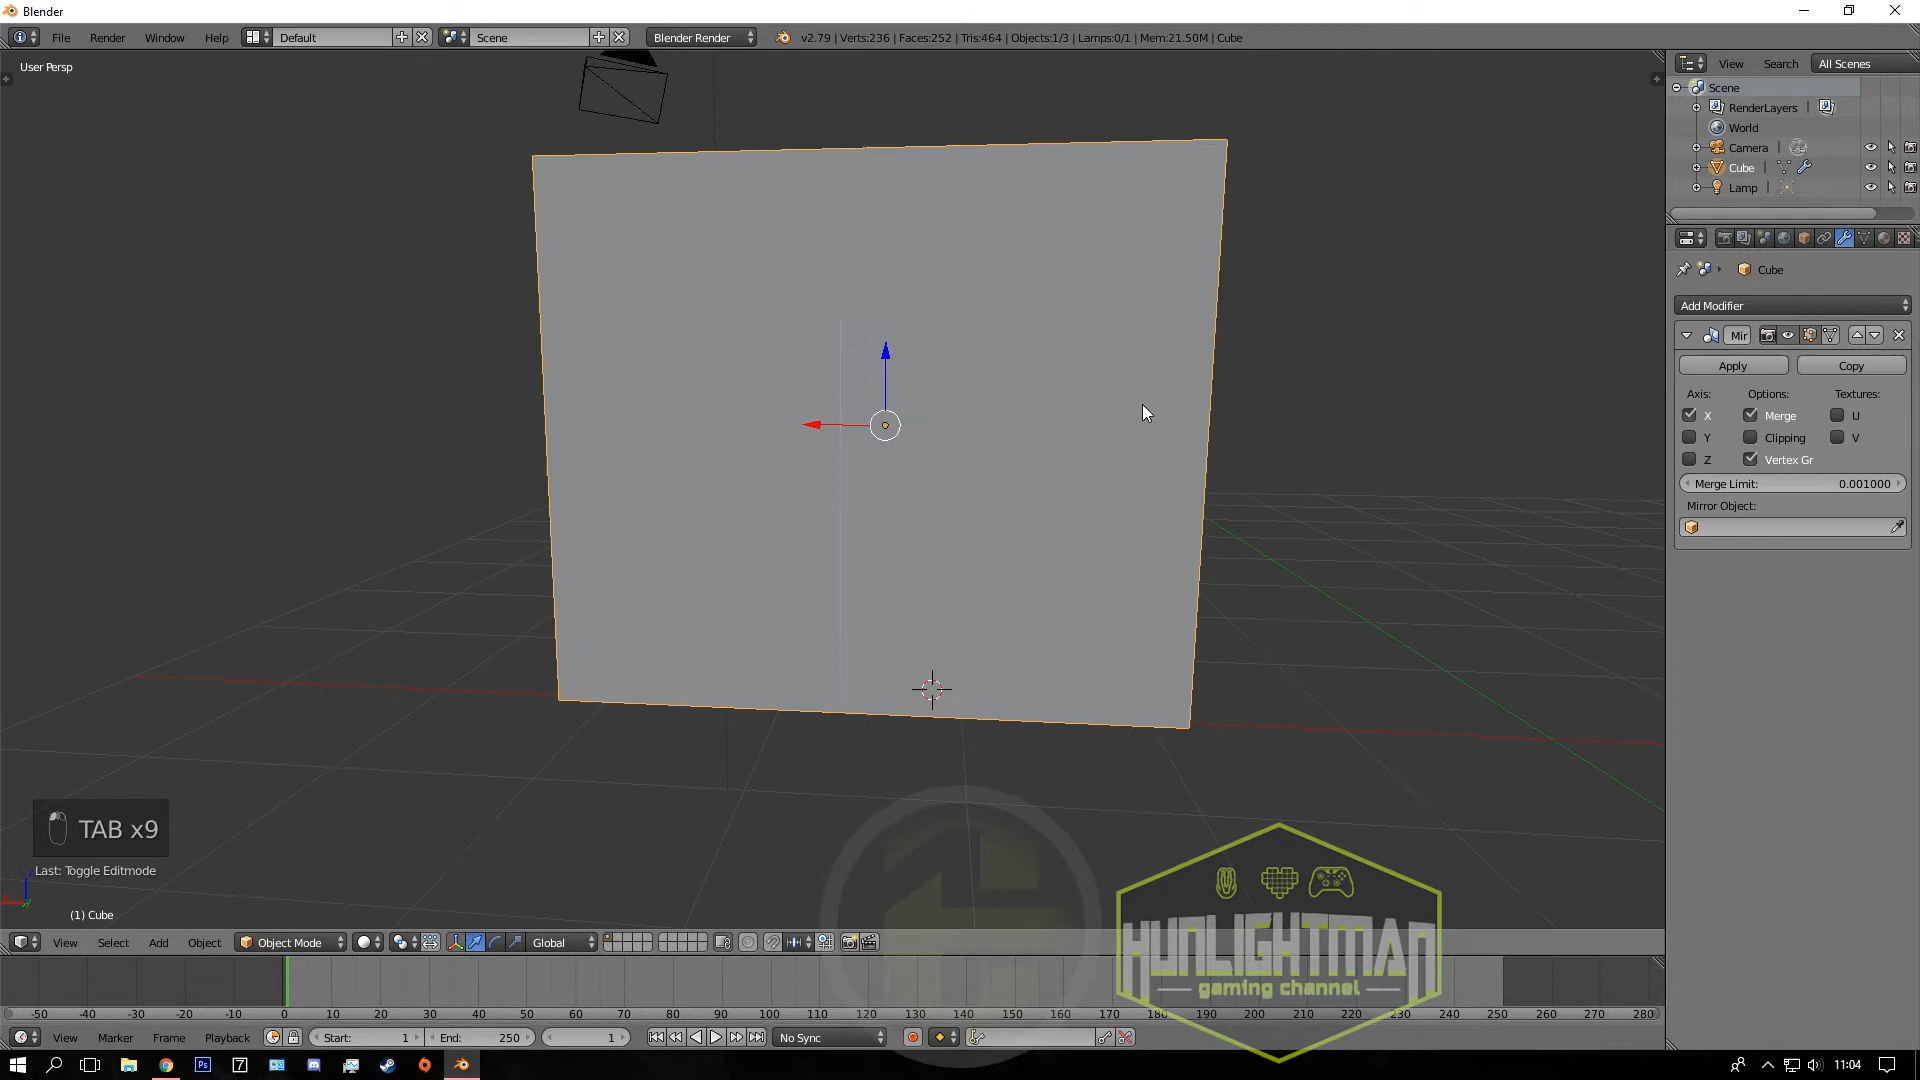 Blender
File Render Window Help Default Scene Blender Render v2.79 | Verts:236 | Faces:252 | Tris:464 | Objects:1/3 | Lamps:0/1 | Mem:21.50M | Cube
User Persp
View Search All Scenes
Scene
RenderLayers
World
Camera
Cube
Lamp
Cube
Add Modifier
Mir
Apply Copy
Axis: Options: Textures:
X Merge U
Y Clipping V
Z Vertex Gr
Merge Limit: 0.001000
Mirror Object:
TAB x9
Last: Toggle Editmode
(1) Cube
View Select Add Object Object Mode Global
HUNLIGHTMAN
gaming channel
-50 -40 -30 -20 -10 0 10 20 30 40 50 60 70 80 90 100 110 120 130 140 150 160 170 180 190 200 210 220 230 240 250 260 270 280
View Marker Frame Playback Start: 1 End: 250 1 No Sync
Ps 7 11:04